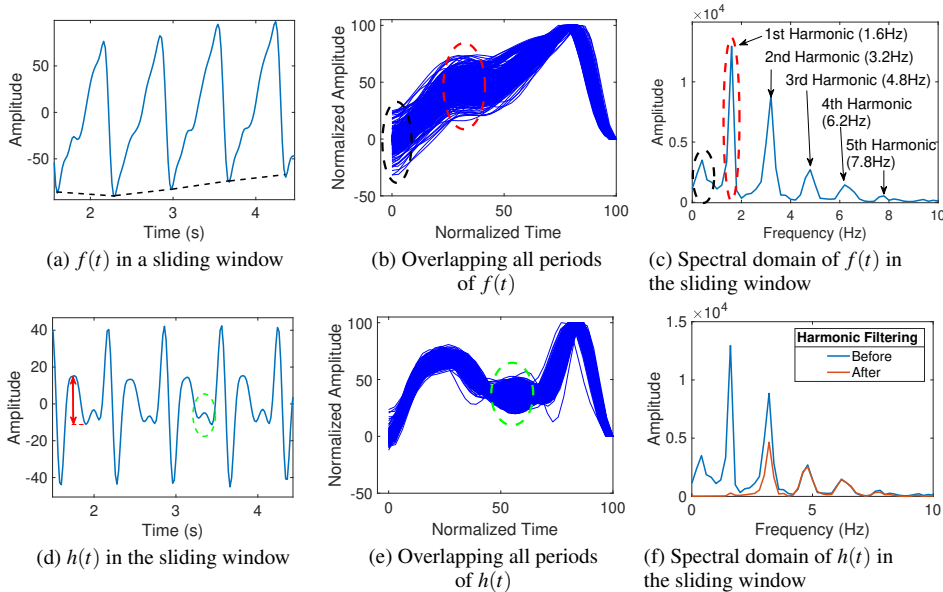 75
0
-50
Amplitude
2
3
4
Time (s)
(a) f(t) in a sliding window
100
50
0
-50
Normalized Amplitude
0
50
100
Normalized Time
(b) Overlapping all periods
of f(t)
×10⁴
1
0.5
0
Amplitude
1st Harmonic (1.6Hz)
2nd Harmonic (3.2Hz)
3rd Harmonic (4.8Hz)
4th Harmonic
(6.2Hz)
5th Harmonic
(7.8Hz)
0
2
4
6
8
10
Frequency (Hz)
(c) Spectral domain of f(t) in
the sliding window
40
20
0
-20
-40
Amplitude
2
3
4
Time (s)
(d) h(t) in the sliding window
100
50
0
-50
Normalized Amplitude
0
50
100
Normalized Time
(e) Overlapping all periods
of h(t)
×10⁴
1.5
1
0.5
0
Amplitude
Harmonic Filtering
Before
After
0
5
10
Frequency (Hz)
(f) Spectral domain of h(t) in
the sliding window